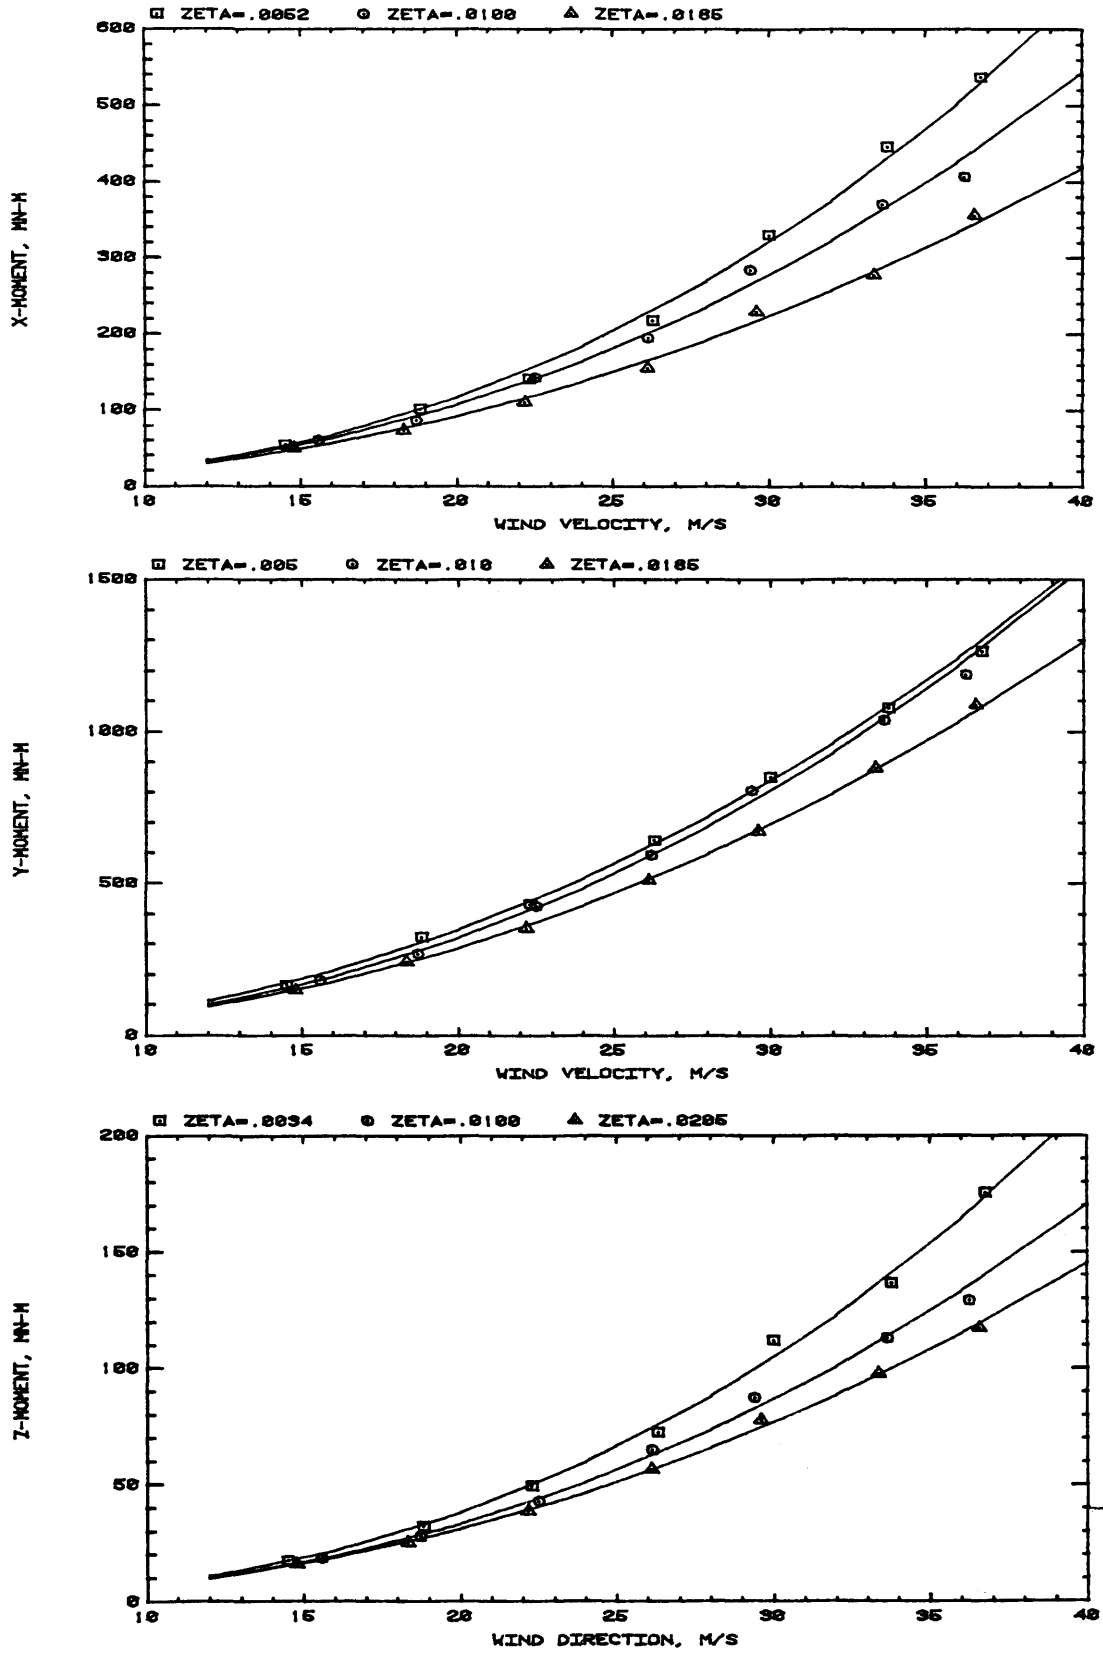 ZETA=.0052 ZETA=.0100 ZETA=.0185
600
500
400
300
200
100
0
X-MOMENT, MN-M
10 15 20 25 30 35 40
WIND VELOCITY, M/S
ZETA=.005 ZETA=.010 ZETA=.0185
1500
1000
500
0
Y-MOMENT, MN-M
10 15 20 25 30 35 40
WIND VELOCITY, M/S
ZETA=.0094 ZETA=.0100 ZETA=.0205
200
150
100
50
0
Z-MOMENT, MN-M
10 15 20 25 30 35 40
WIND DIRECTION, M/S